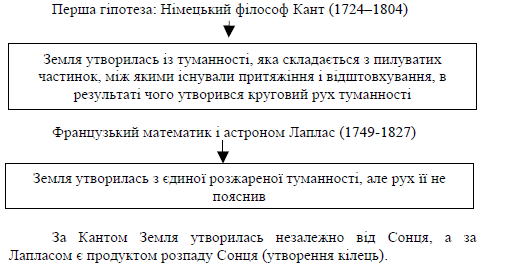 Перша гіпотеза: Німецький філософ Кант (1724–1804)
Земля утворилась із туманності, яка складається з пилуватих
частинок, між якими існували притяжіння і відштовхування, в
результаті чого утворився круговий рух туманності
Французький математик і астроном Лаплас (1749-1827)
Земля утворилась з єдиної розжареної туманності, але рух її не
пояснив
За Кантом Земля утворилась незалежно від Сонця, а за
Лапласом є продуктом розпаду Сонця (утворення кілець).